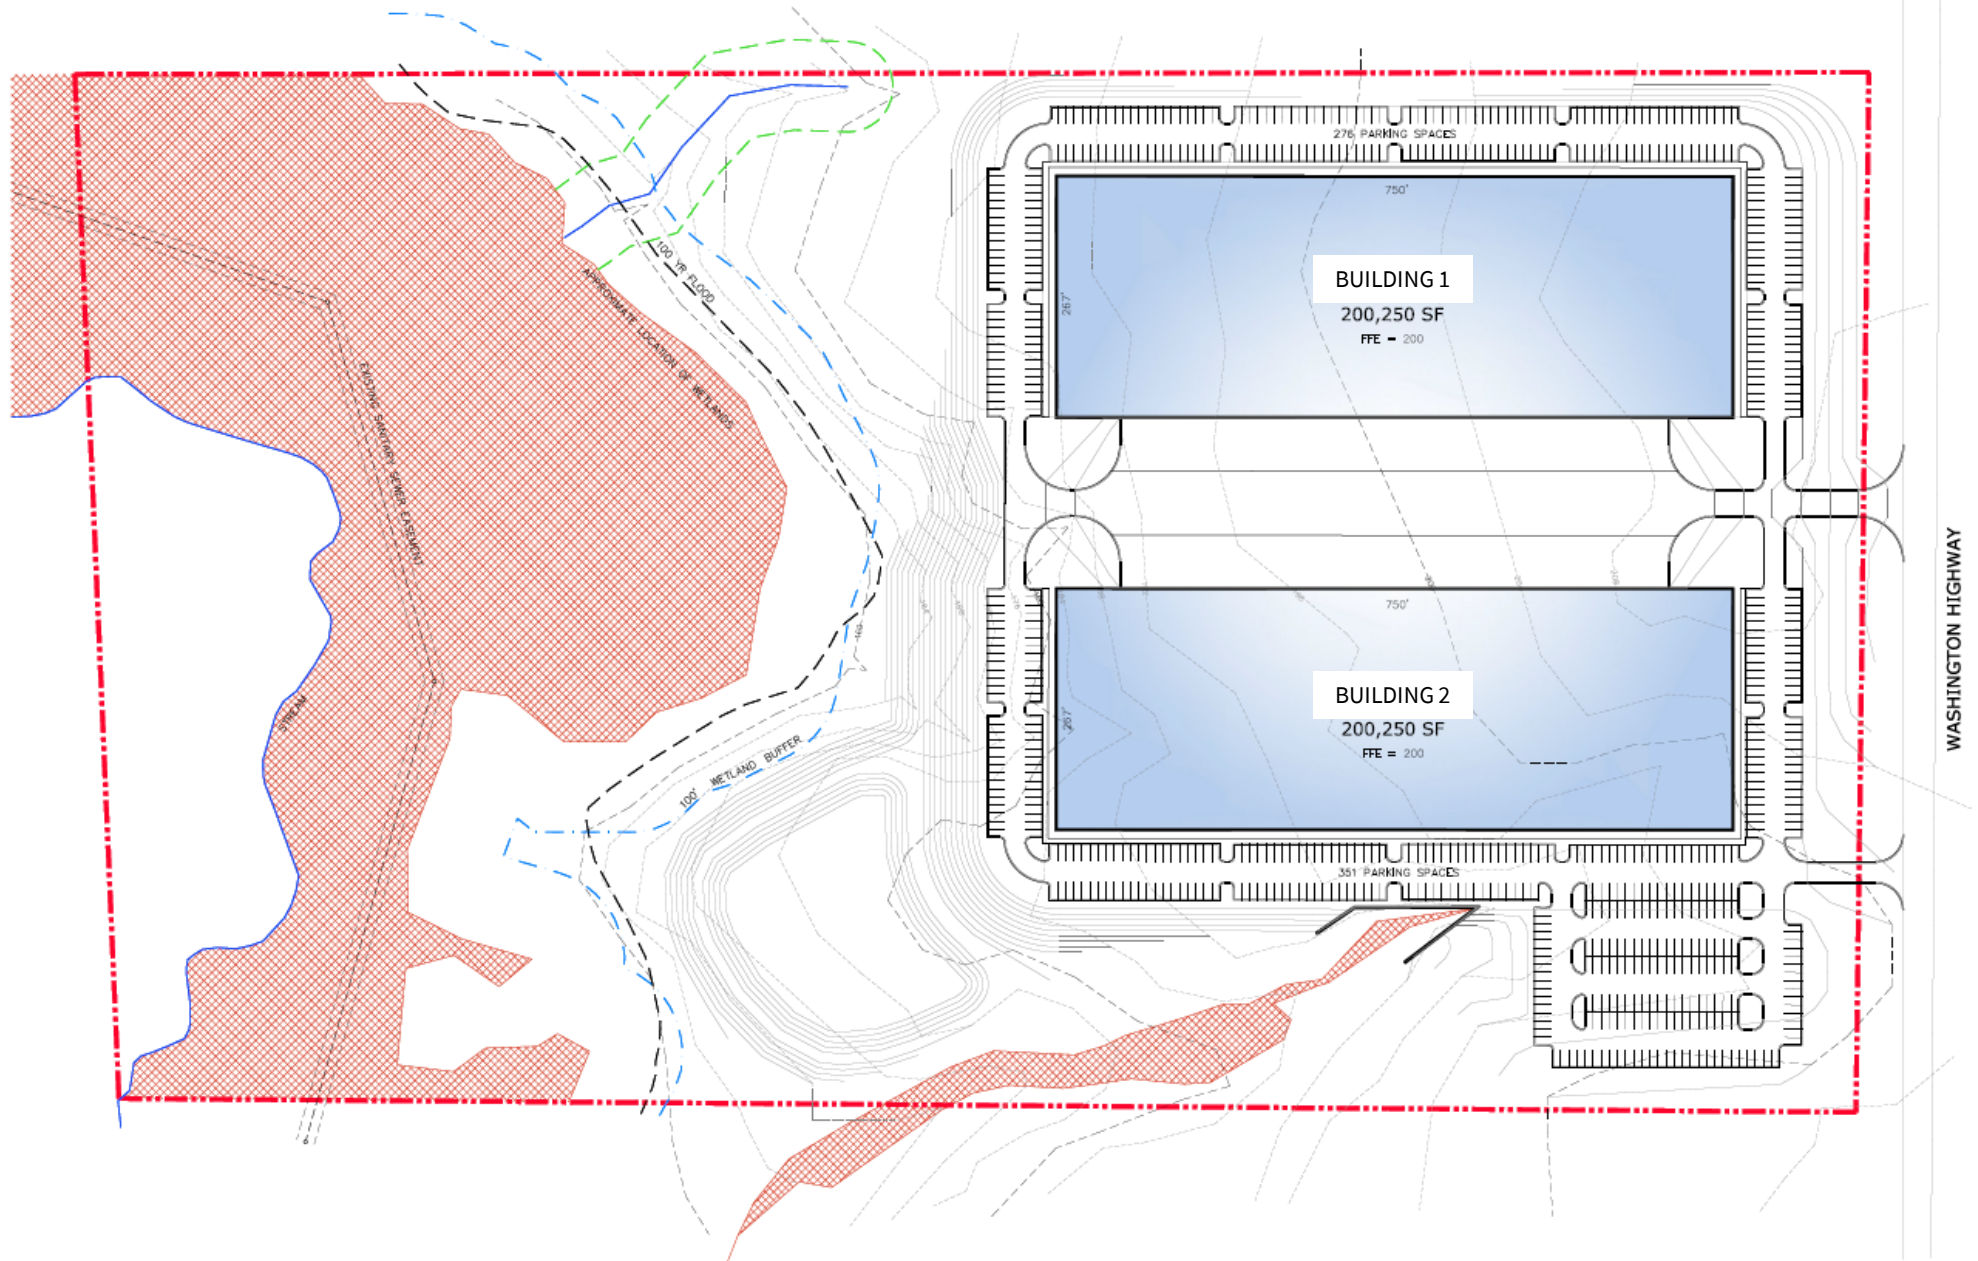 276 PARKING SPACES
750'
267'
BUILDING 1
200,250 SF
FFE = 200
100 YR FLOOD
APPROXIMATE LOCATION OF WETLANDS
EXISTING SANITARY SEWER EASEMENT
STREAM
100' WETLAND BUFFER
750'
267'
BUILDING 2
200,250 SF
FFE = 200
351 PARKING SPACES
WASHINGTON HIGHWAY